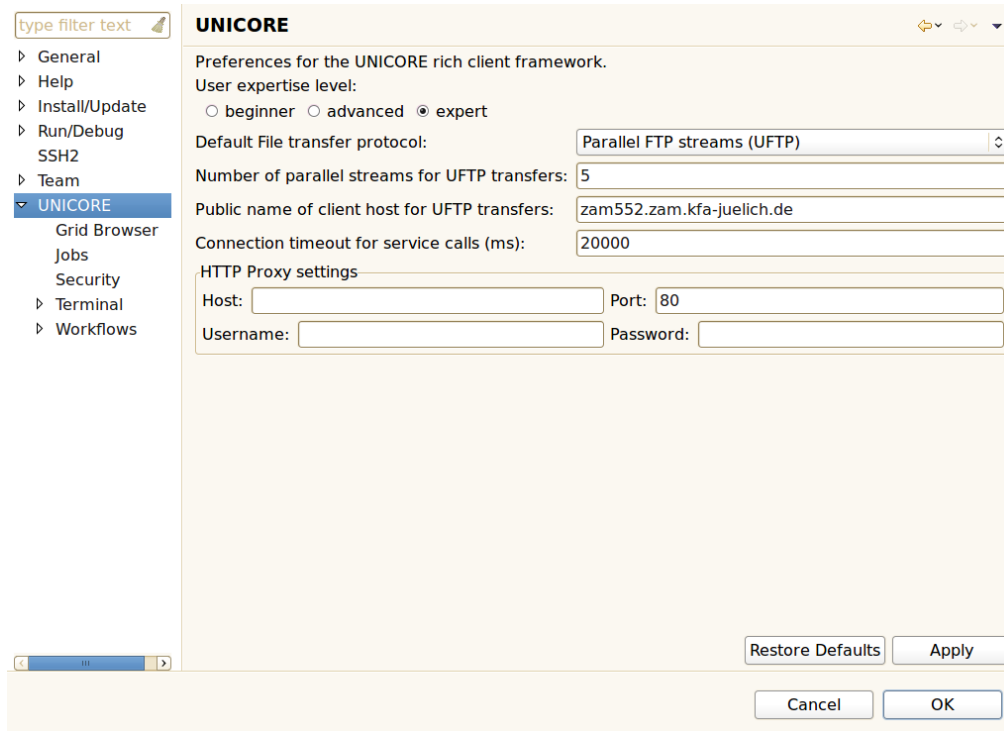 type filter text
General
Help
Install/Update
Run/Debug
SSH2
Team
UNICORE
Grid Browser
Jobs
Security
Terminal
Workflows
UNICORE
Preferences for the UNICORE rich client framework.
User expertise level:
beginner advanced expert
Default File transfer protocol: Parallel FTP streams (UFTP)
Number of parallel streams for UFTP transfers: 5
Public name of client host for UFTP transfers: zam552.zam.kfa-juelich.de
Connection timeout for service calls (ms): 20000
HTTP Proxy settings
Host: Port: 80
Username: Password:
Restore Defaults Apply
Cancel OK